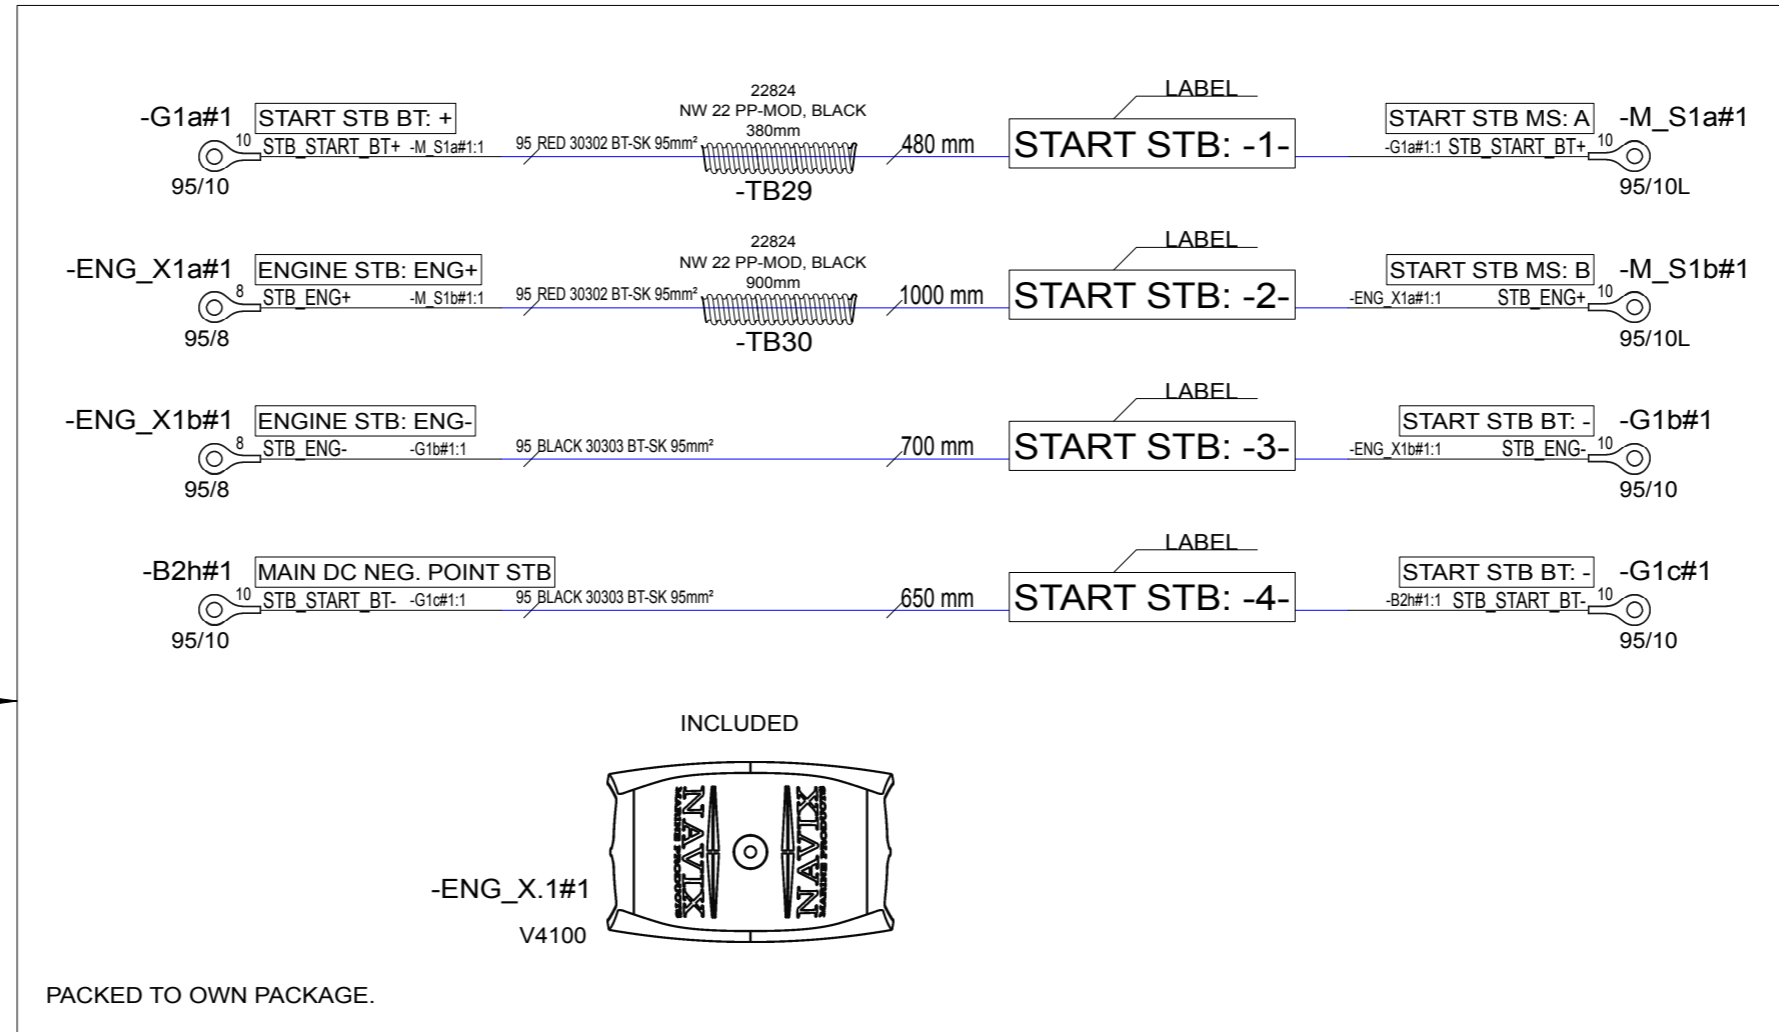 22824
LABEL
-G1a#1 START STB BT: + NW 22 PP-MOD, BLACK START STB MS: A -M_S1a#1
380mm
10 STB_START_BT+ -M_S1a#1:1 95 RED 30302 BT-SK 95mm² 480 mm START STB: -1- -G1a#1:1 STB_START_BT+ 10
95/10 -TB29 95/10L
22824
LABEL
-ENG_X1a#1 ENGINE STB: ENG+ NW 22 PP-MOD, BLACK START STB MS: B -M_S1b#1
900mm
8 STB_ENG+ -M_S1b#1:1 95 RED 30302 BT-SK 95mm² 1000 mm START STB: -2- -ENG_X1a#1:1 STB_ENG+ 10
95/8 -TB30 95/10L
LABEL
-ENG_X1b#1 ENGINE STB: ENG- START STB BT: - -G1b#1
8 STB_ENG- -G1b#1:1 95 BLACK 30303 BT-SK 95mm² 700 mm START STB: -3- -ENG_X1b#1:1 STB_ENG- 10
95/8 95/10
LABEL
-B2h#1 MAIN DC NEG. POINT STB START STB BT: - -G1c#1
10 STB_START_BT- -G1c#1:1 95 BLACK 30303 BT-SK 95mm² 650 mm START STB: -4- -B2h#1:1 STB_START_BT- 10
95/10 95/10
INCLUDED
NAVIX
MARINE PRODUCTS
NAVIX
MARINE PRODUCTS
-ENG_X.1#1
V4100
PACKED TO OWN PACKAGE.